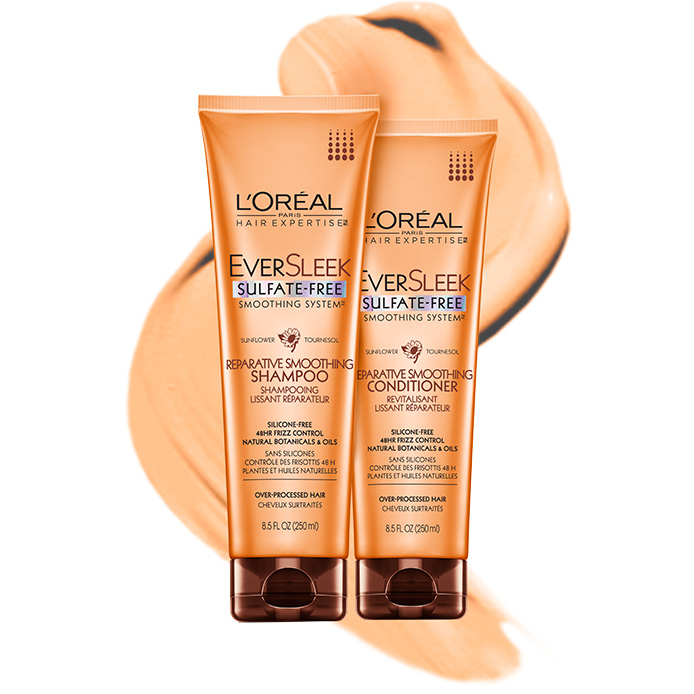 L'ORÉAL
PARIS
HAIR EXPERTISE
EVERSLEEK
SULFATE-FREE
SMOOTHING SYSTEM
SUNFLOWER TOURNESOL
REPARATIVE SMOOTHING
SHAMPOO
SHAMPOOING
LISSANT RÉPARATEUR
SILICONE-FREE
48HR FRIZZ CONTROL
NATURAL BOTANICALS & OILS
SANS SILICONES
CONTRÔLE DES FRISOTTIS 48 H
PLANTES ET HUILES NATURELLES
OVER-PROCESSED HAIR
CHEVEUX SURTRAITÉS
8.5 FL OZ (250 ml)
L'ORÉAL
PARIS
HAIR EXPERTISE
EVERSLEEK
SULFATE-FREE
SMOOTHING SYSTEM
SUNFLOWER TOURNESOL
EPARATIVE SMOOTHING
CONDITIONER
REVITALISANT
LISSANT RÉPARATEUR
SILICONE-FREE
48HR FRIZZ CONTROL
NATURAL BOTANICALS & OILS
SANS SILICONES
CONTRÔLE DES FRISOTTIS 48 H
PLANTES ET HUILES NATURELLES
OVER-PROCESSED HAIR
CHEVEUX SURTRAITÉS
8.5 FL OZ (250 ml)